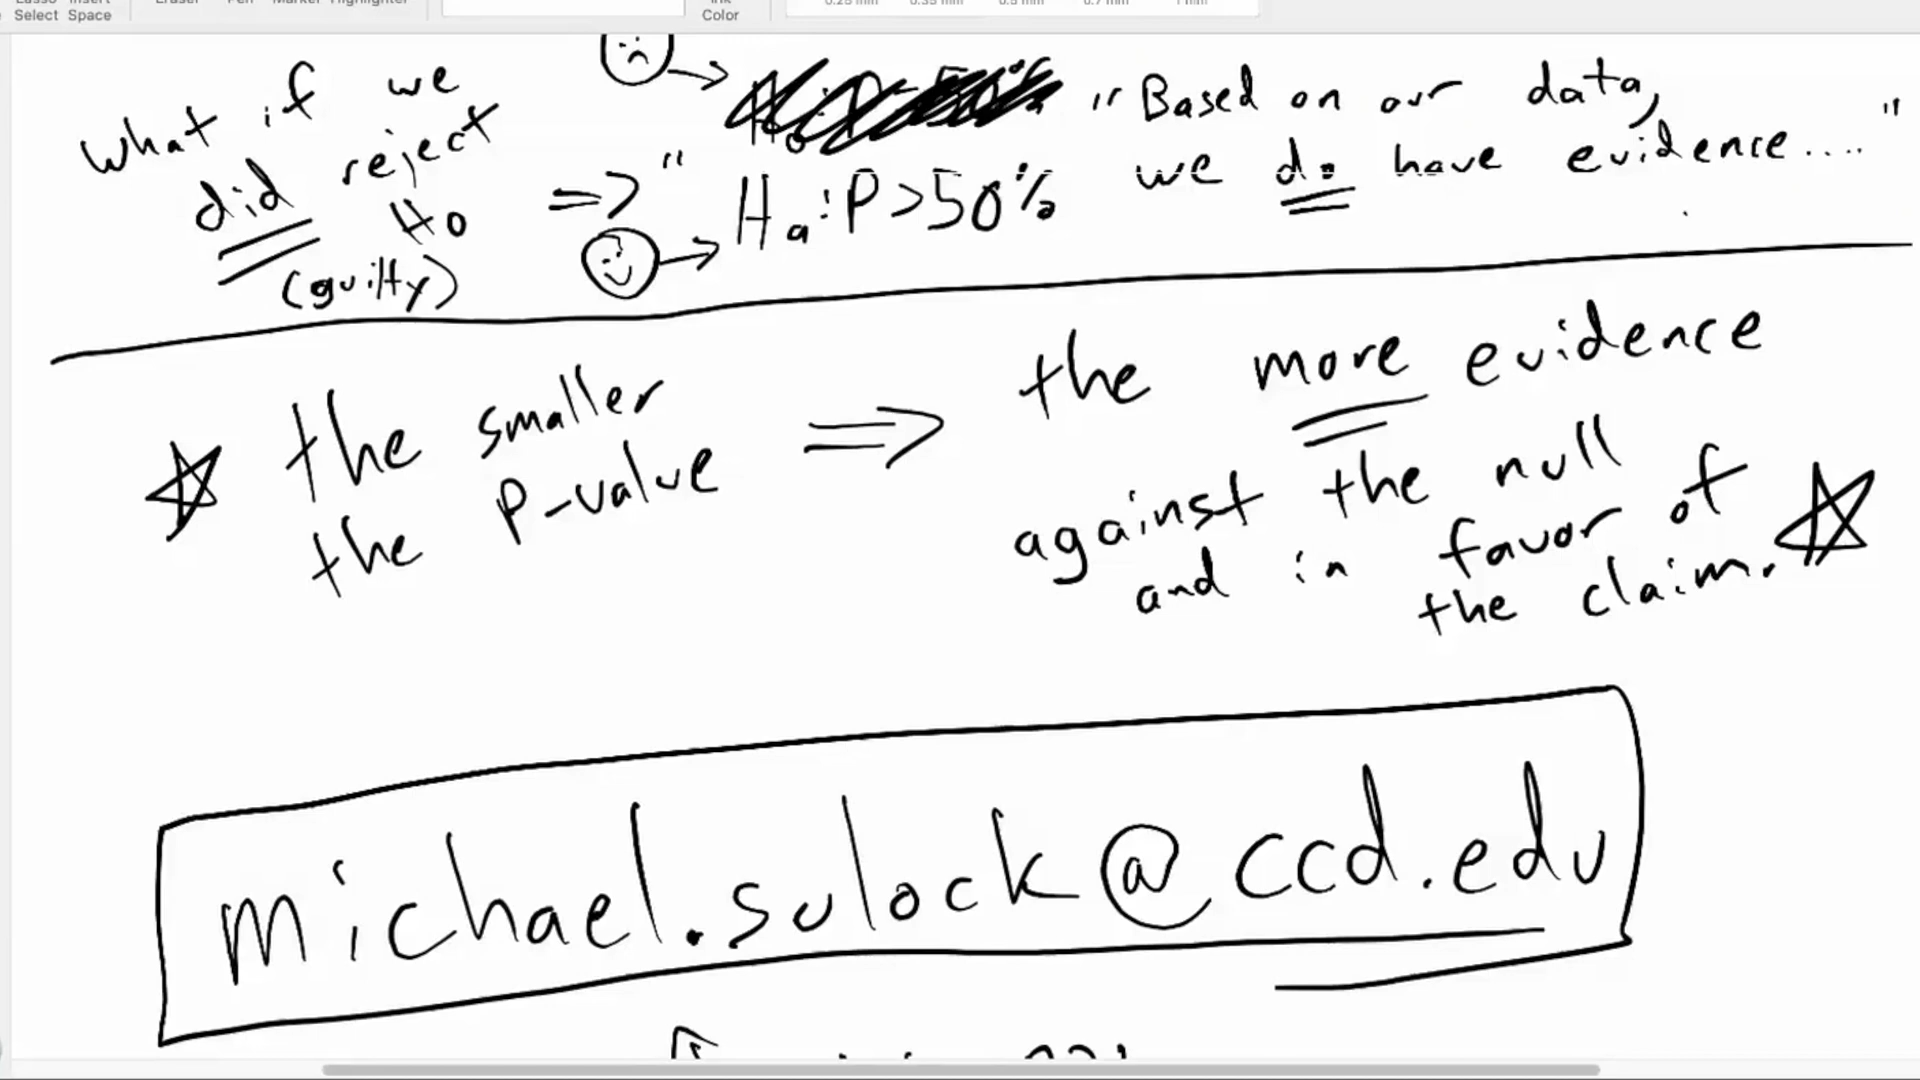 Select Space
Color
What if we
did reject
Ho
(guilty)
=> "
Ha: P>50%
"Based on our data,
we do have evidence...."
the smaller
the p-value
=>
the more evidence
against the null
and in favor of
the claim.
michael.sulock@ccd.edu